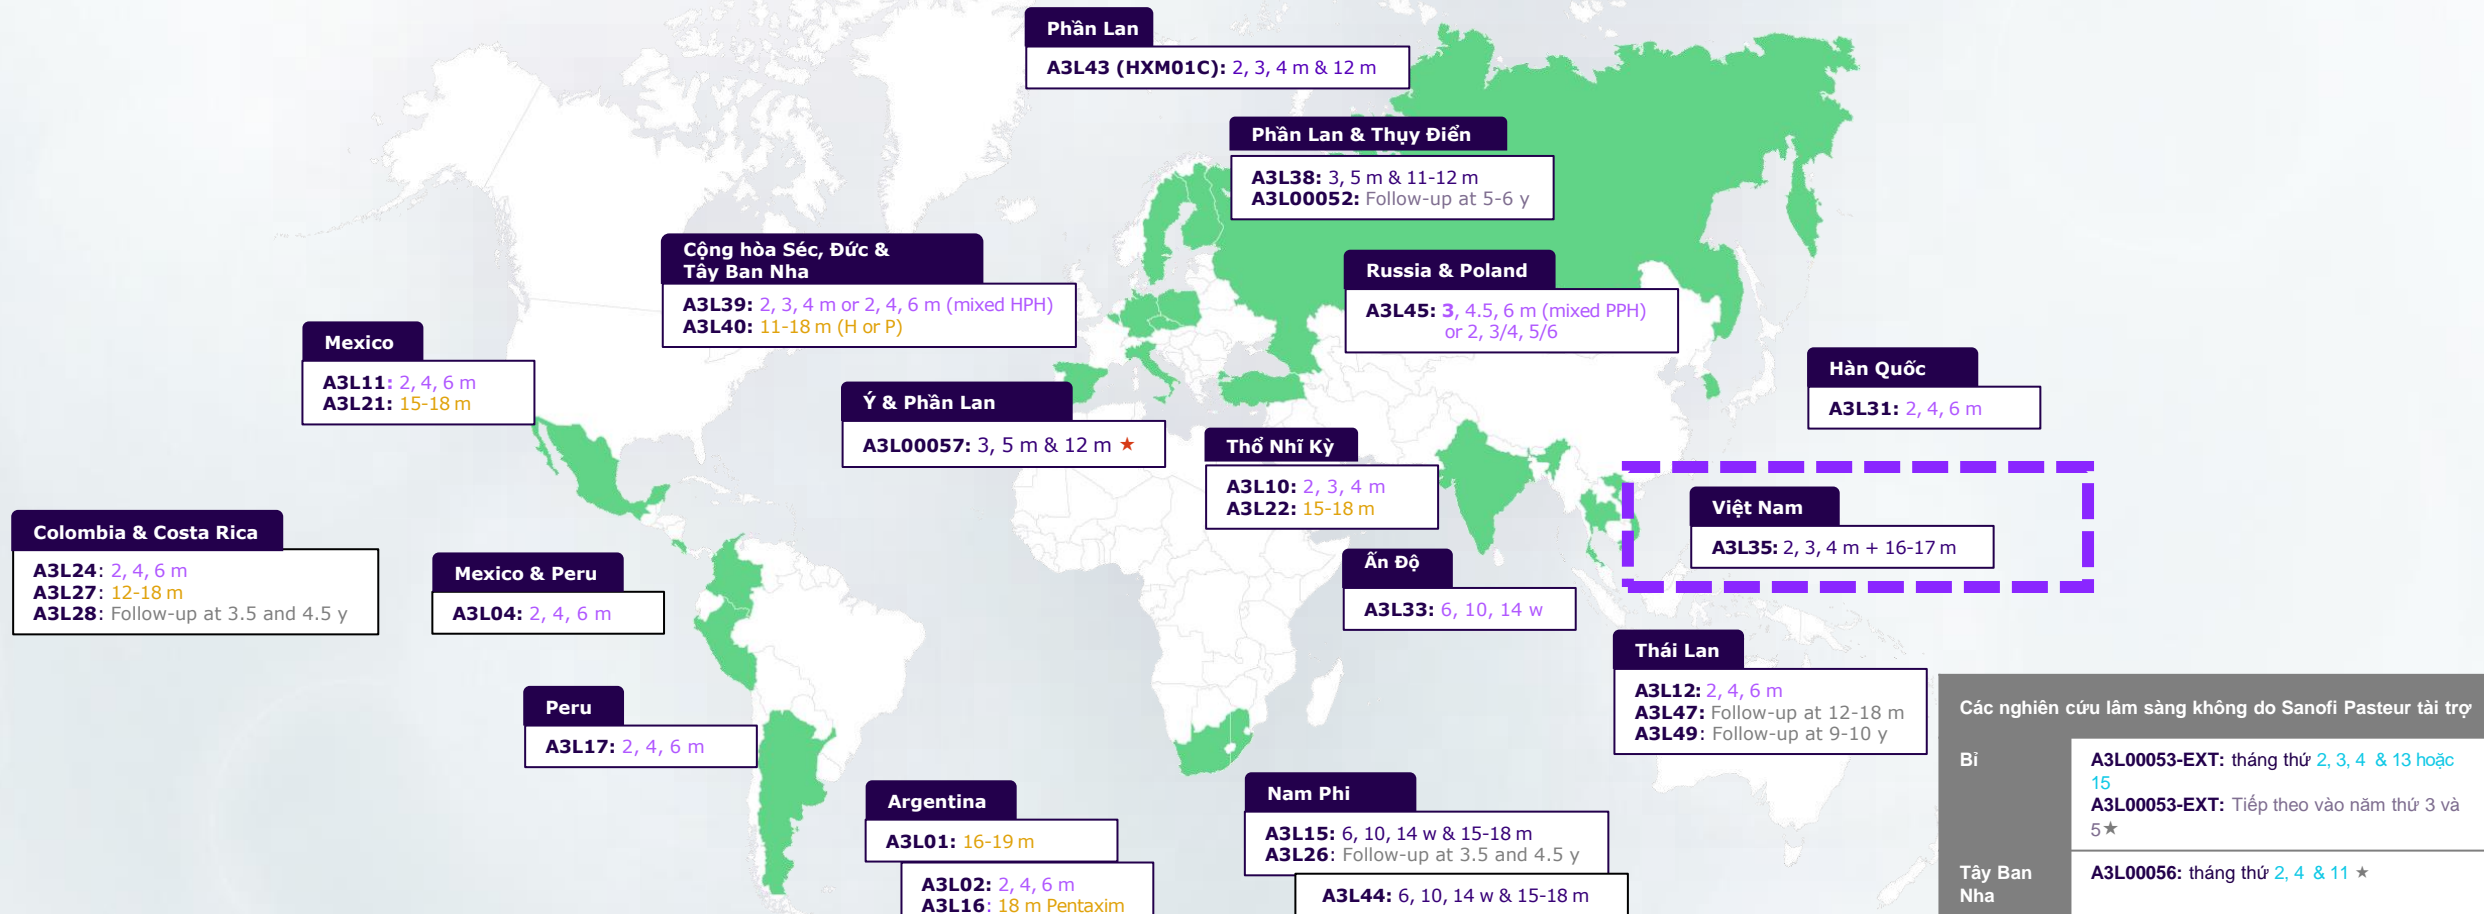 Phần Lan
A3L43 (HXM01C): 2, 3, 4 m & 12 m
Phần Lan & Thụy Điển
A3L38: 3, 5 m & 11-12 m
A3L00052: Follow-up at 5-6 y
Cộng hòa Séc, Đức &
Tây Ban Nha
A3L39: 2, 3, 4 m or 2, 4, 6 m (mixed HPH)
A3L40: 11-18 m (H or P)
Russia & Poland
A3L45: 3, 4.5, 6 m (mixed PPH)
or 2, 3/4, 5/6
Mexico
A3L11: 2, 4, 6 m
A3L21: 15-18 m
Hàn Quốc
A3L31: 2, 4, 6 m
Ý & Phần Lan
A3L00057: 3, 5 m & 12 m ★
Thổ Nhĩ Kỳ
A3L10: 2, 3, 4 m
A3L22: 15-18 m
Việt Nam
A3L35: 2, 3, 4 m + 16-17 m
Colombia & Costa Rica
A3L24: 2, 4, 6 m
A3L27: 12-18 m
A3L28: Follow-up at 3.5 and 4.5 y
Mexico & Peru
A3L04: 2, 4, 6 m
Ấn Độ
A3L33: 6, 10, 14 w
Thái Lan
A3L12: 2, 4, 6 m
A3L47: Follow-up at 12-18 m
A3L49: Follow-up at 9-10 y
Peru
A3L17: 2, 4, 6 m
Argentina
A3L01: 16-19 m
A3L02: 2, 4, 6 m
A3L16: 18 m Pentaxim
Nam Phi
A3L15: 6, 10, 14 w & 15-18 m
A3L26: Follow-up at 3.5 and 4.5 y
A3L44: 6, 10, 14 w & 15-18 m
Các nghiên cứu lâm sàng không do Sanofi Pasteur tài trợ
Bỉ
A3L00053-EXT: tháng thứ 2, 3, 4 & 13 hoặc
15
A3L00053-EXT: Tiếp theo vào năm thứ 3 và
5★
Tây Ban
Nha
A3L00056: tháng thứ 2, 4 & 11 ★